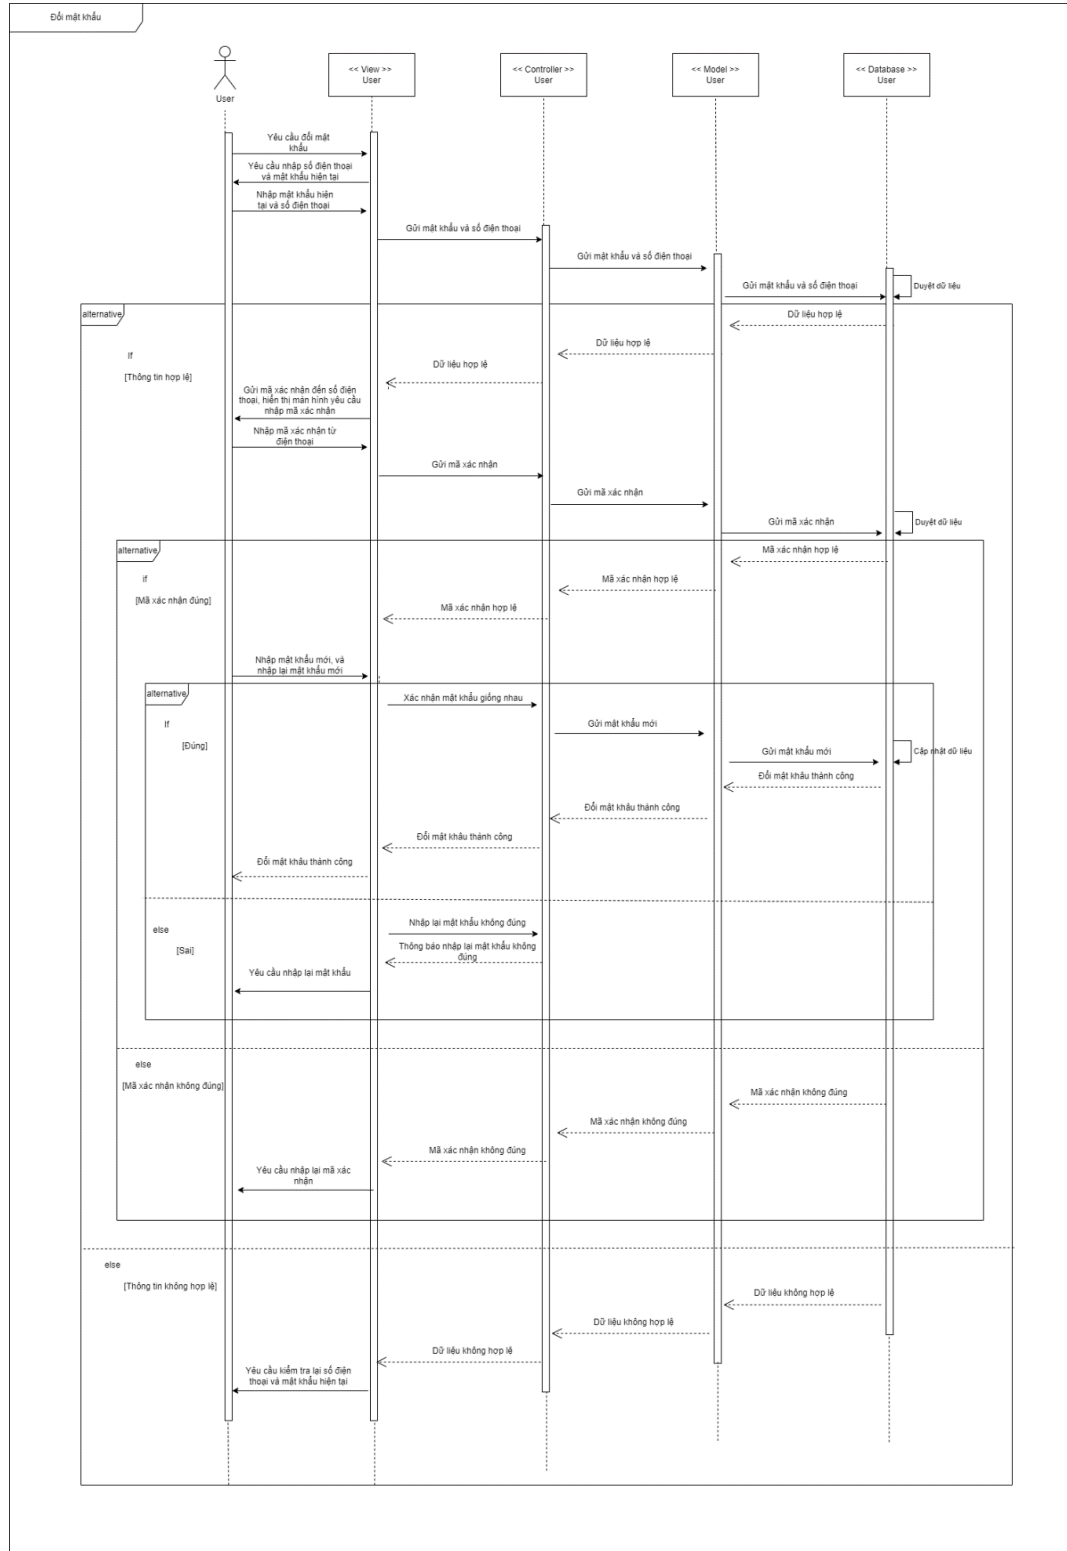 Đổi mật khẩu
<< View >>
User
<< Controller >>
User
<< Model >>
User
<< Database >>
User
User
Yêu cầu đổi mật
khẩu
Yêu cầu nhập số điện thoại
và mật khẩu hiện tại
Nhập mật khẩu hiện
tại và số điện thoại
Gửi mật khẩu và số điện thoại
Gửi mật khẩu và số điện thoại
Gửi mật khẩu và số điện thoại
Duyệt dữ liệu
alternative
Dữ liệu hợp lệ
Dữ liệu hợp lệ
Dữ liệu hợp lệ
If
[Thông tin hợp lệ]
Gửi mã xác nhận đến số điện
thoại, hiển thị màn hình yêu cầu
nhập mã xác nhận
Nhập mã xác nhận từ
điện thoại
Gửi mã xác nhận
Gửi mã xác nhận
Gửi mã xác nhận
Duyệt dữ liệu
alternative
Mã xác nhận hợp lệ
Mã xác nhận hợp lệ
Mã xác nhận hợp lệ
if
[Mã xác nhận đúng]
Nhập mật khẩu mới, và
nhập lại mật khẩu mới
alternative
Xác nhận mật khẩu giống nhau
If
[Đúng]
Gửi mật khẩu mới
Gửi mật khẩu mới
Cập nhật dữ liệu
Đổi mật khâu thành công
Đổi mật khâu thành công
Đổi mật khâu thành công
Đổi mật khâu thành công
else
[Sai]
Nhập lại mật khẩu không đúng
Thông báo nhập lại mật khẩu không
đúng
Yêu cầu nhập lại mật khẩu
else
[Mã xác nhận không đúng]
Mã xác nhận không đúng
Mã xác nhận không đúng
Mã xác nhận không đúng
Yêu cầu nhập lại mã xác
nhận
else
[Thông tin không hợp lệ]
Dữ liệu không hợp lệ
Dữ liệu không hợp lệ
Dữ liệu không hợp lệ
Yêu cầu kiểm tra lại số điện
thoại và mật khẩu hiện tại